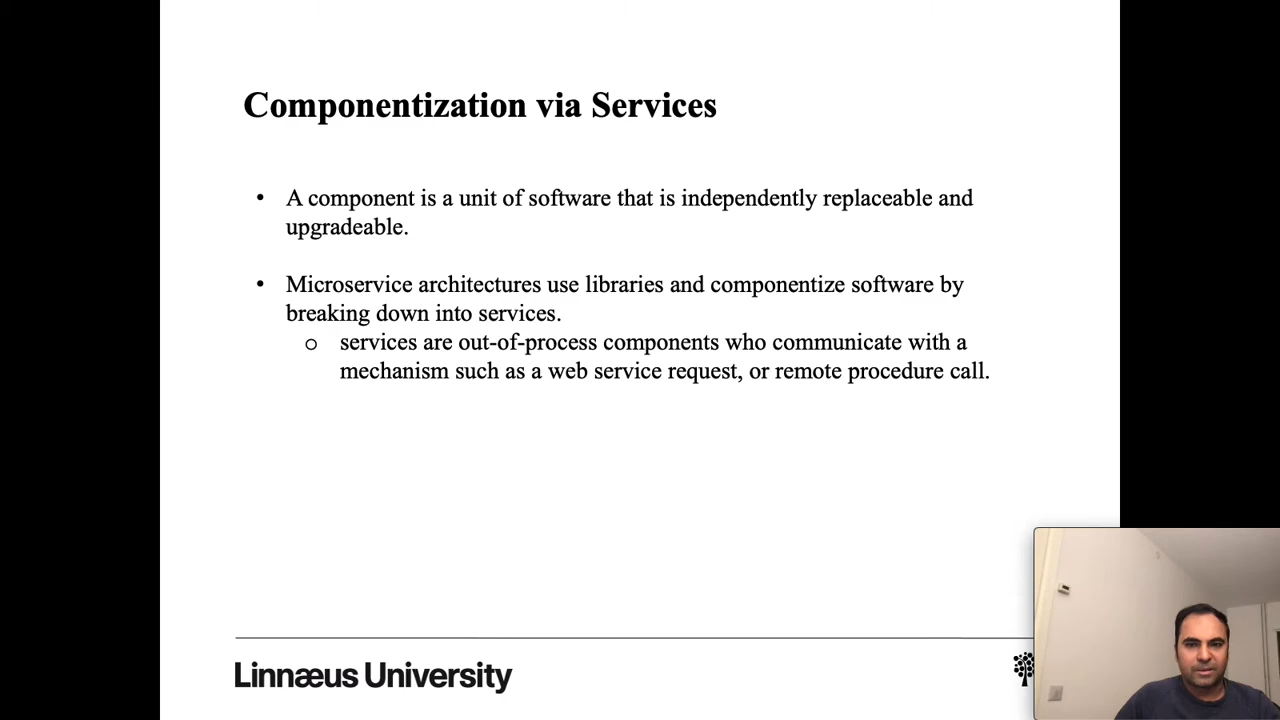 Componentization via Services
• A component is a unit of software that is independently replaceable and
upgradeable.
• Microservice architectures use libraries and componentize software by
breaking down into services.
o services are out-of-process components who communicate with a
mechanism such as a web service request, or remote procedure call.
Linnæus University